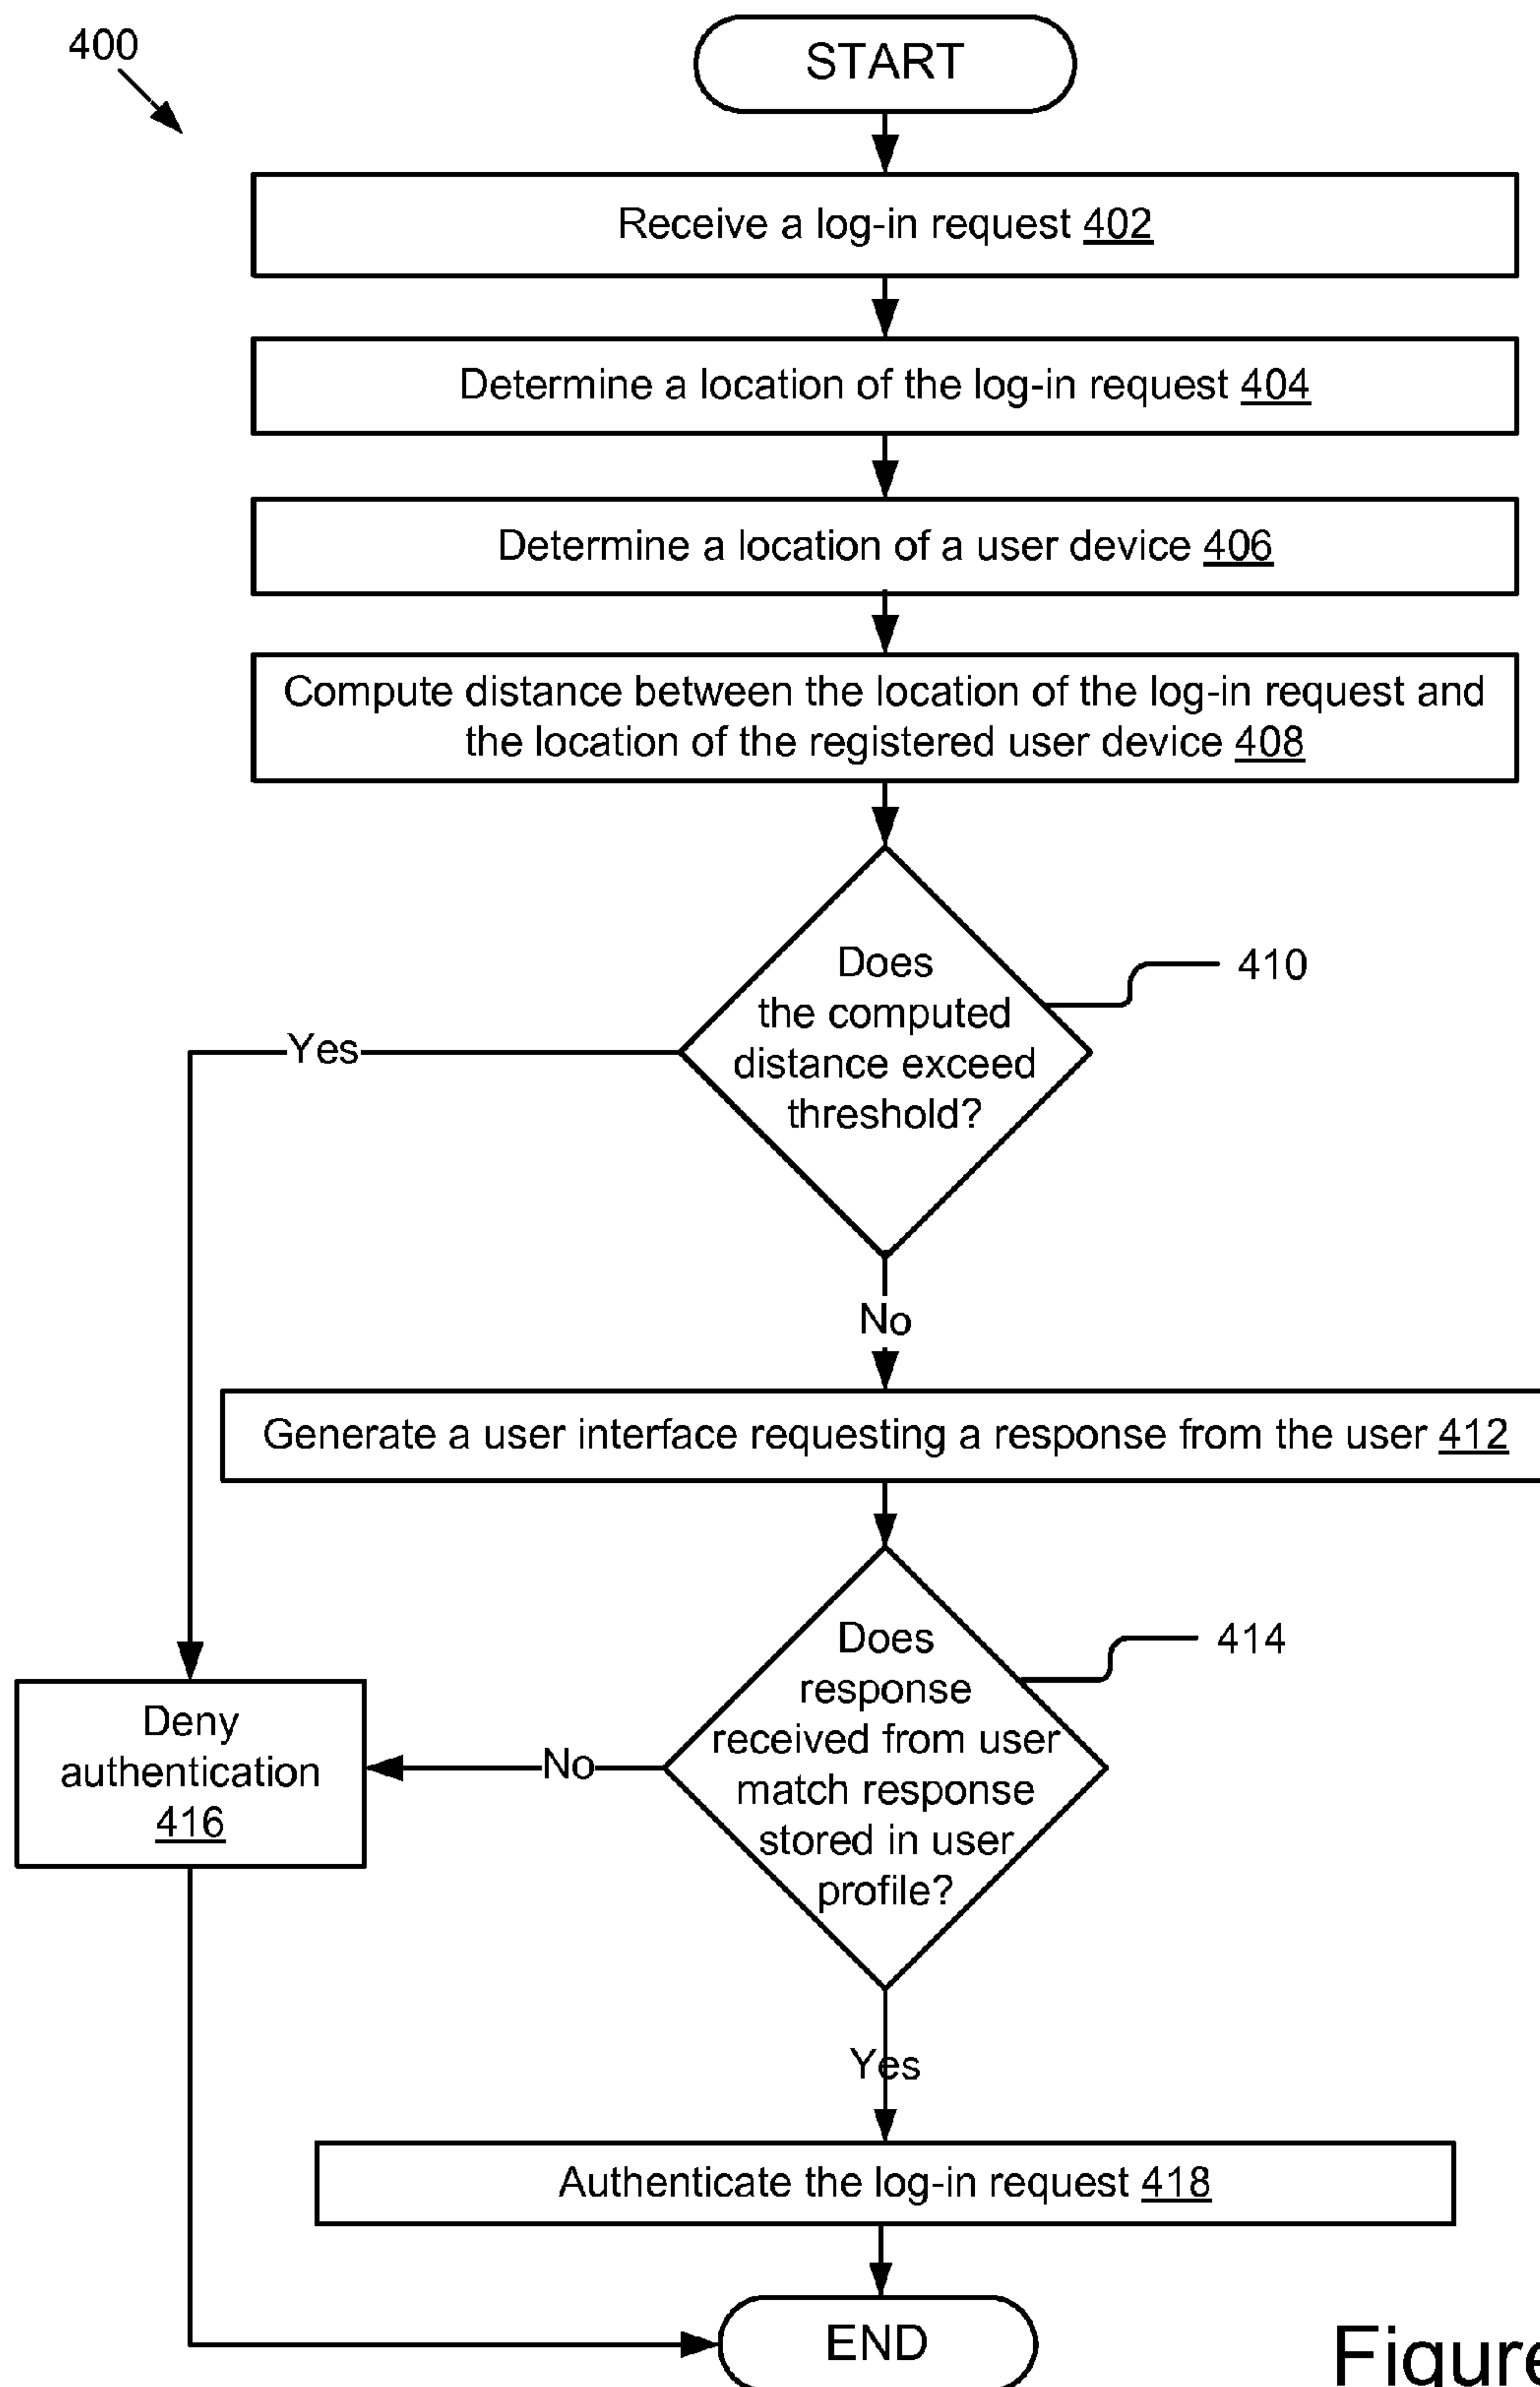 400
START
Receive a log-in request 402
Determine a location of the log-in request 404
Determine a location of a user device 406
Compute distance between the location of the log-in request and
the location of the registered user device 408
Does
the computed
distance exceed
threshold?
410
Yes
No
Generate a user interface requesting a response from the user 412
Does
response
received from user
match response
stored in user
profile?
414
No
Deny
authentication
416
Yes
Authenticate the log-in request 418
END
Figure